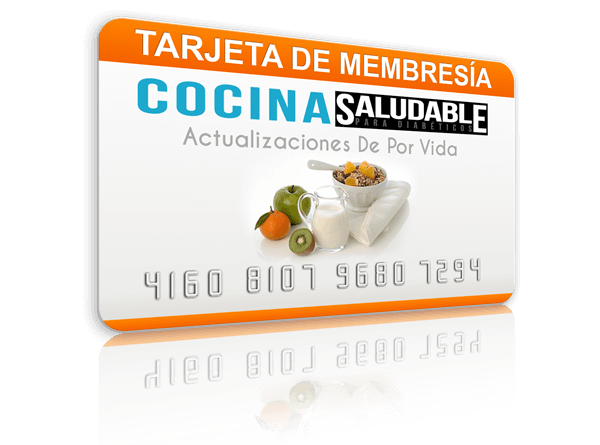 TARJETA DE MEMBRESÍA
COCINA SALUDABLE
PARA DIABÉTICOS
Actualizaciones De Por Vida
4160 8107 9680 7294